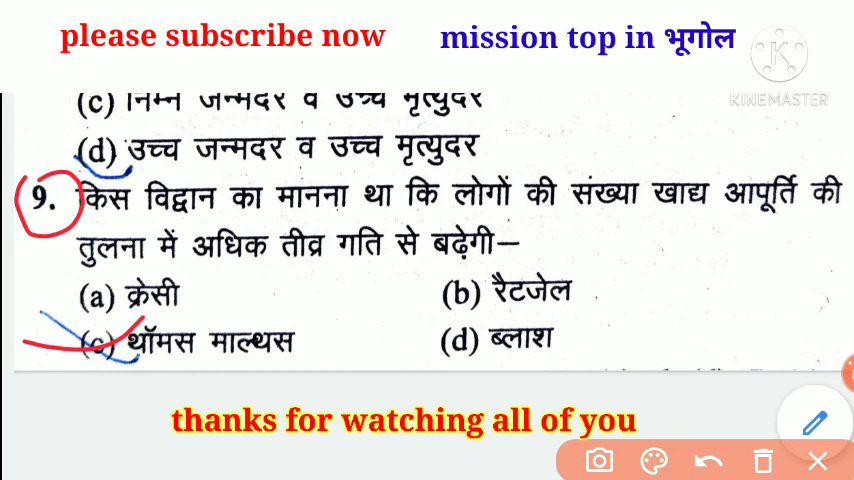 please subscribe now
mission top in भूगोल
K
KINEMASTER
(c) निम्न जन्मदर व उच्च मृत्युदर
(d) उच्च जन्मदर व उच्च मृत्युदर
9. किस विद्वान का मानना था कि लोगों की संख्या खाद्य आपूर्ति की
तुलना में अधिक तीव्र गति से बढ़ेगी–
(a) क्रेसी
(b) रैटजेल
(c) थॉमस माल्थस
(d) ब्लाश
thanks for watching all of you